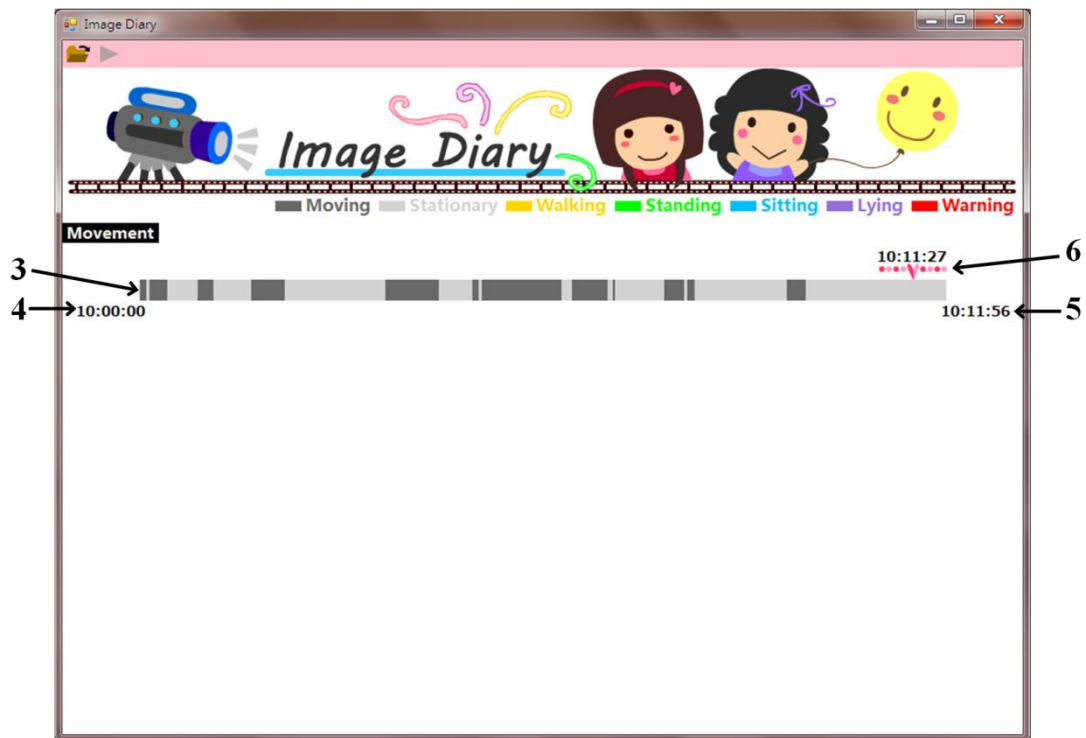 Image Diary
Image Diary
Moving Stationary Walking Standing Sitting Lying Warning
Movement
10:11:27
6
3
4
10:00:00
10:11:56
5